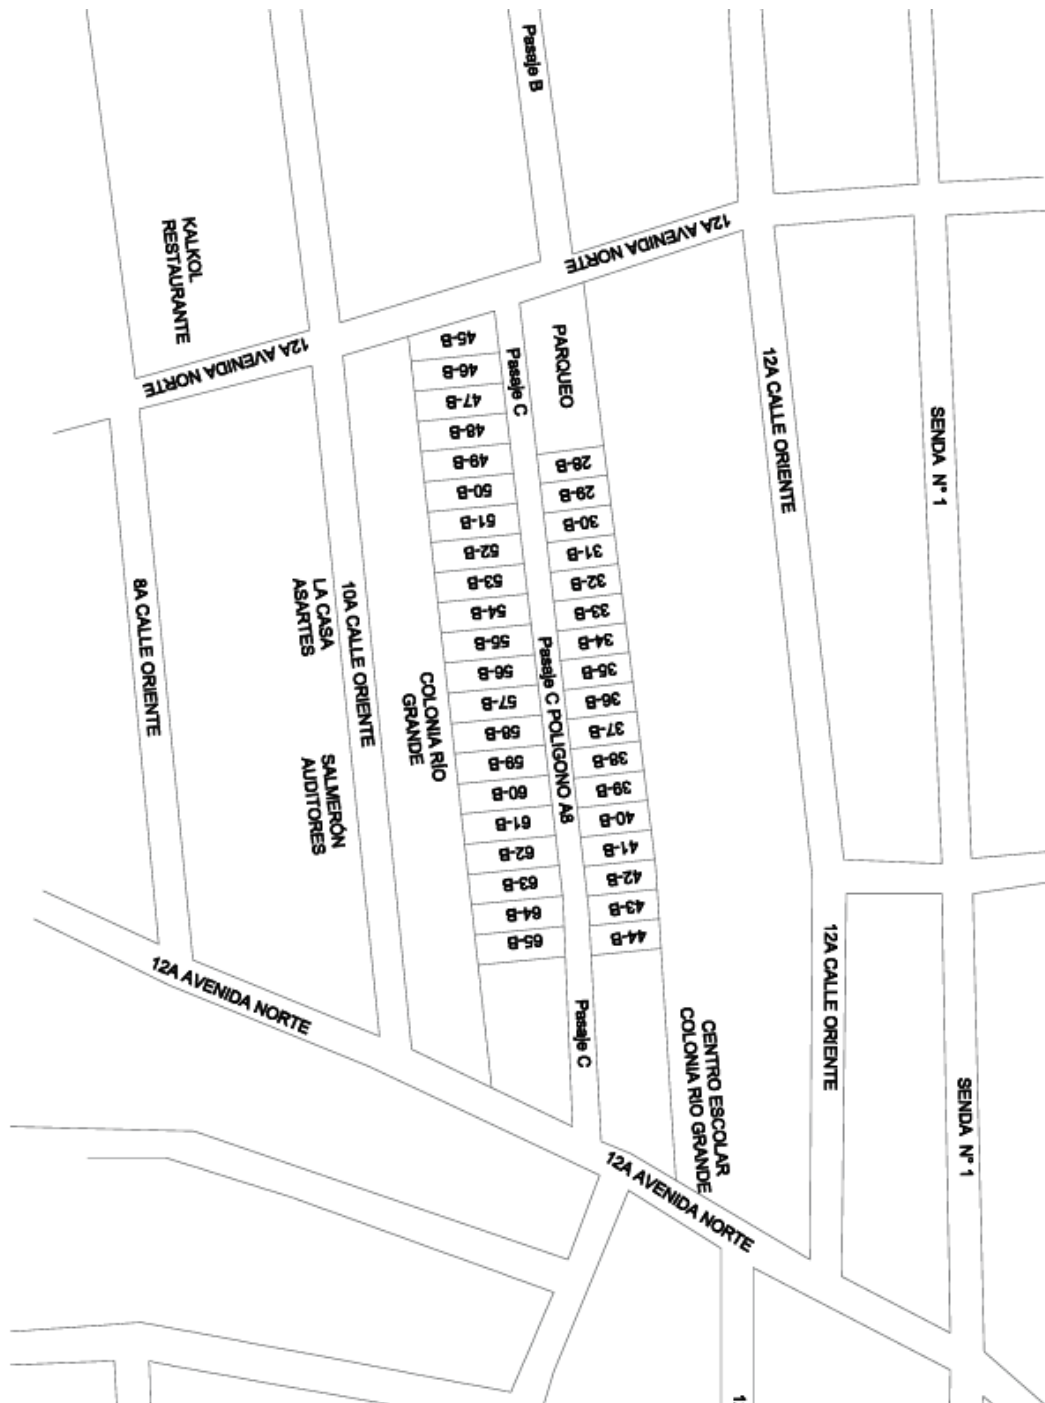 Pasaje B
KALKOL
RESTAURANTE
12A AVENIDA NORTE
12A AVENIDA NORTE
45-B
46-B
47-B
48-B
49-B
50-B
51-B
52-B
53-B
54-B
55-B
56-B
57-B
58-B
59-B
60-B
61-B
62-B
63-B
64-B
65-B
Pasaje C
PARQUEO
28-B
29-B
30-B
31-B
32-B
33-B
34-B
35-B
36-B
37-B
38-B
39-B
40-B
41-B
42-B
43-B
44-B
Pasaje C POLIGONO A8
12A CALLE ORIENTE
SENDA N° 1
8A CALLE ORIENTE
LA CASA
ASARTES
10A CALLE ORIENTE
COLONIA RÍO
GRANDE
SALMERÓN
AUDITORES
12A AVENIDA NORTE
Pasaje C
CENTRO ESCOLAR
COLONIA RIO GRANDE
12A CALLE ORIENTE
SENDA N° 1
12A AVENIDA NORTE